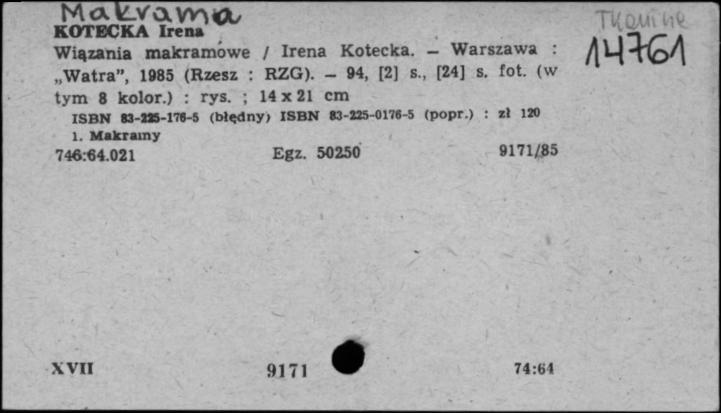 Makrama
Tkanine
14761
KOTECKA Irena
Wiązania makramowe / Irena Kotecka. — Warszawa :
„Watra", 1985 (Rzesz : RZG). — 94, [2] s., [24] s. fot. (w
tym 8 kolor.) : rys. ; 14 x 21 cm
ISBN 83-225-176-5 (błędny) ISBN 83-225-0176-5 (popr.) : zł 120
1. Makramy
746:64.021 Egz. 50250 9171/85
XVII 9171 74:64